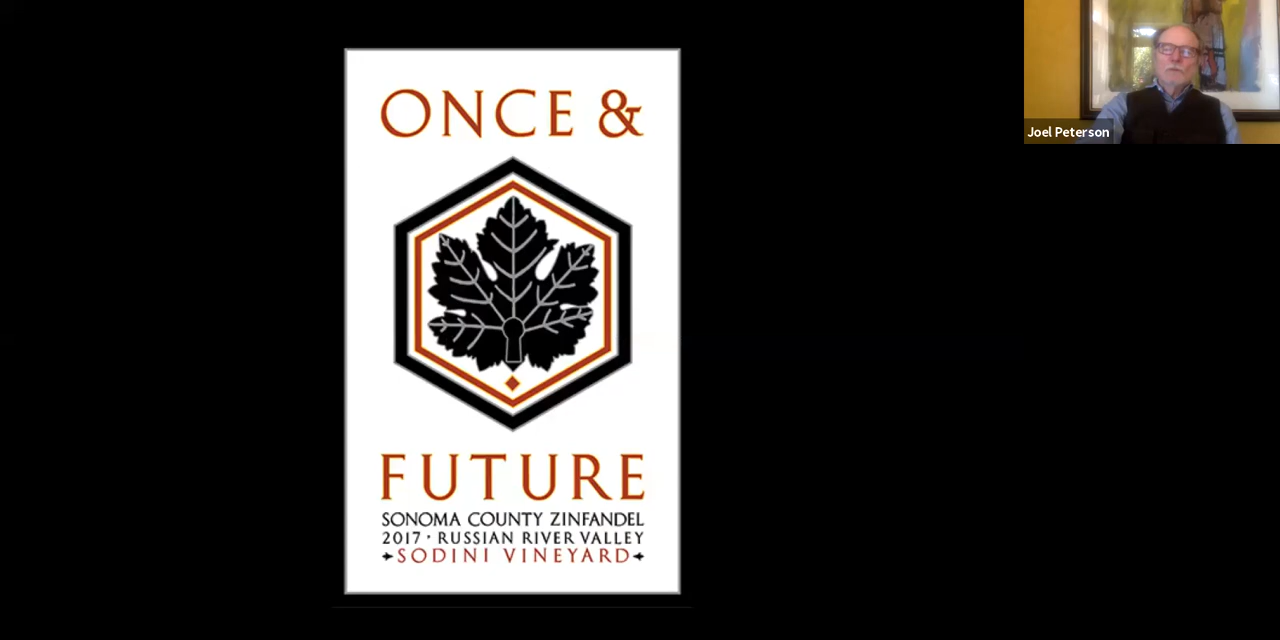 ONCE &
Joel Peterson
FUTURE
SONOMA COUNTY ZINFANDEL
2017 · RUSSIAN RIVER VALLEY
SODINI VINEYARD